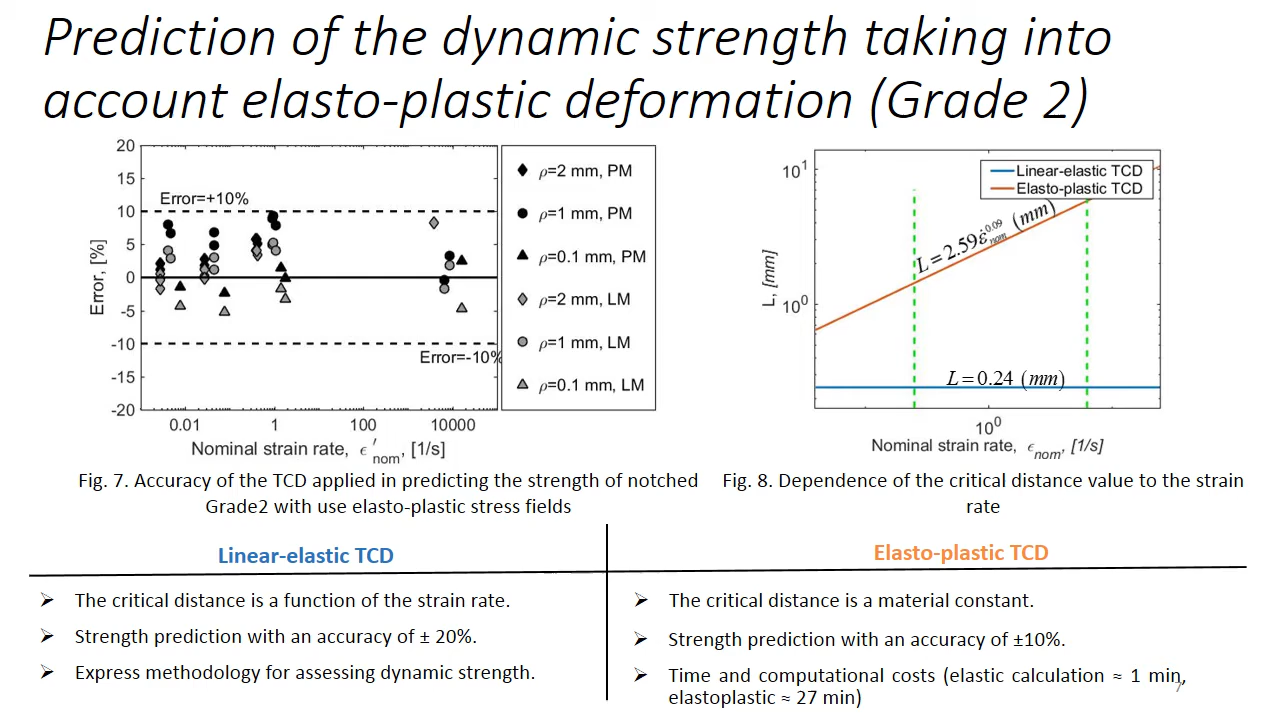 Prediction of the dynamic strength taking into
account elasto-plastic deformation (Grade 2)
20
15
10
5
0
-5
-10
-15
-20
Error, [%]
Error=+10%
Error=-10%
0.01
1
100
10000
Nominal strain rate, ϵ′nom, [1/s]
ρ=2 mm, PM
ρ=1 mm, PM
ρ=0.1 mm, PM
ρ=2 mm, LM
ρ=1 mm, LM
ρ=0.1 mm, LM
Fig. 7. Accuracy of the TCD applied in predicting the strength of notched
Grade2 with use elasto-plastic stress fields
10¹
10⁰
L, [mm]
Linear-elastic TCD
Elasto-plastic TCD
L = 2.59ε̇nom^0.09 (mm)
L = 0.24 (mm)
10⁰
Nominal strain rate, ϵnom, [1/s]
Fig. 8. Dependence of the critical distance value to the strain
rate
Linear-elastic TCD
➢ The critical distance is a function of the strain rate.
➢ Strength prediction with an accuracy of ± 20%.
➢ Express methodology for assessing dynamic strength.
Elasto-plastic TCD
➢ The critical distance is a material constant.
➢ Strength prediction with an accuracy of ±10%.
➢ Time and computational costs (elastic calculation ≈ 1 min,
elastoplastic ≈ 27 min)
7